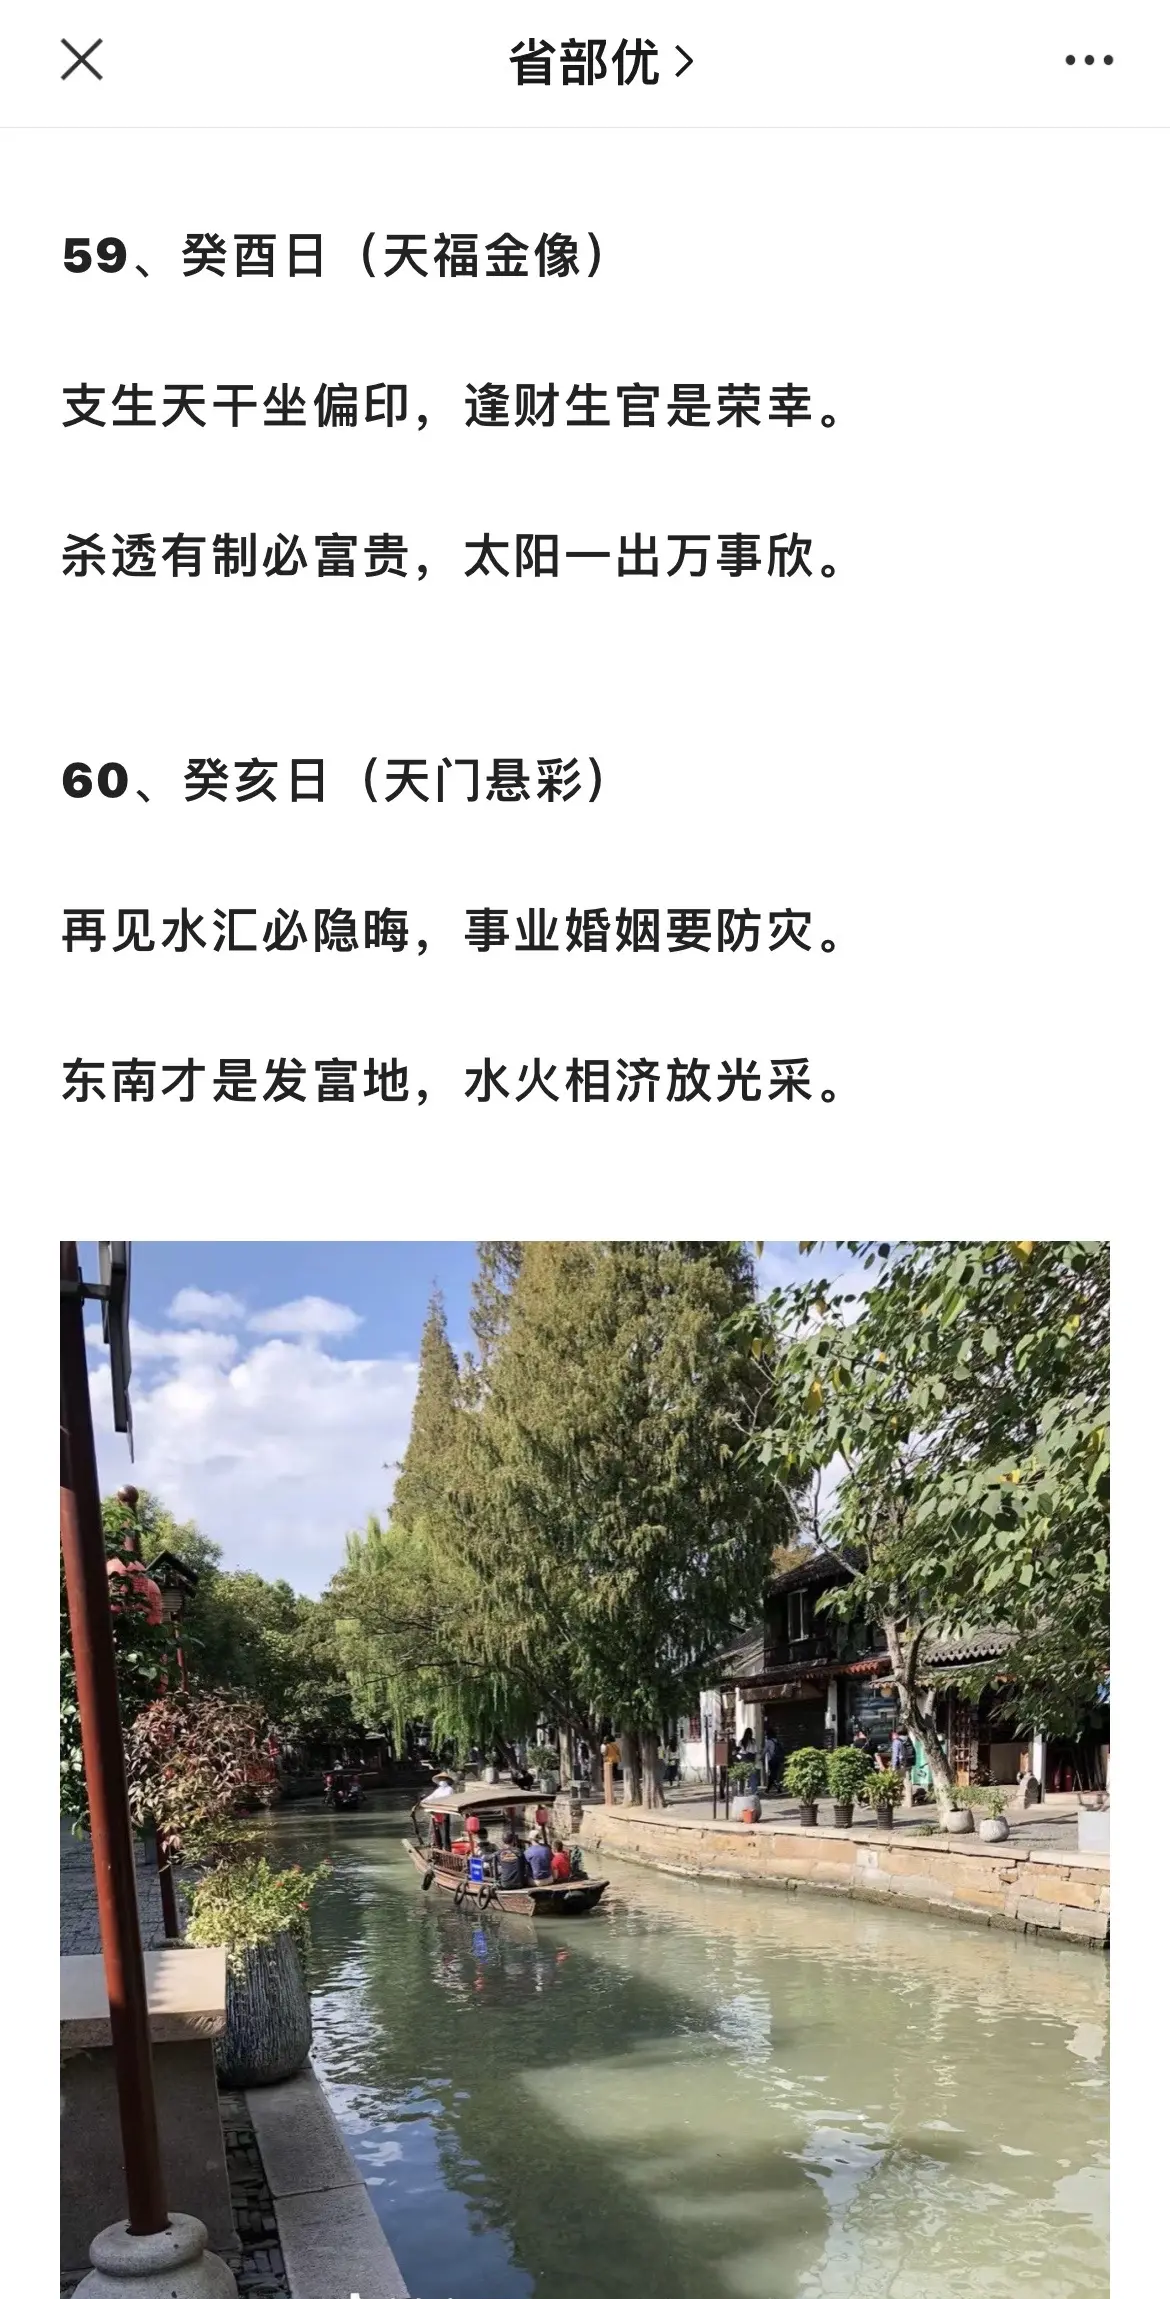 省部优
59、癸酉日（天福金像）
支生天干坐偏印，逢财生官是荣幸。
杀透有制必富贵，太阳一出万事欣。
60、癸亥日（天门悬彩）
再见水汇必隐晦，事业婚姻要防灾。
东南才是发富地，水火相济放光采。